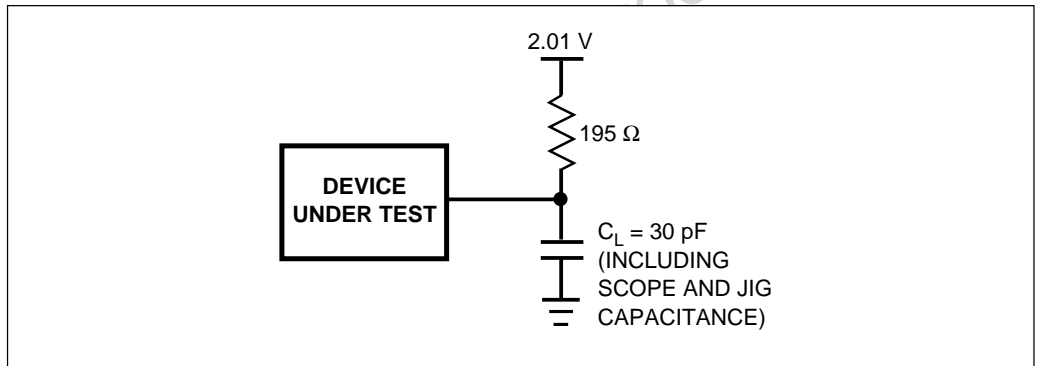 2.01 V
195 Ω
DEVICE
UNDER TEST
C_L = 30 pF
(INCLUDING
SCOPE AND JIG
CAPACITANCE)